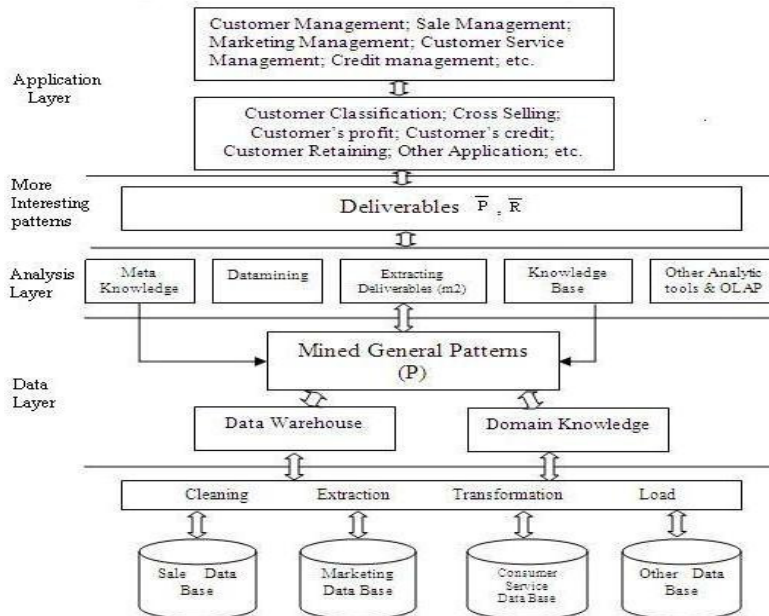 Customer Management; Sale Management;
Marketing Management; Customer Service
Management; Credit management; etc.
Application
Layer
Customer Classification; Cross Selling;
Customer's profit; Customer's credit;
Customer Retaining; Other Application; etc.
More
Interesting
patterns
Deliverables P̅ , R̅
Analysis
Layer
Meta
Knowledge
Datamining
Extracting
Deliverables (m2)
Knowledge
Base
Other Analytic
tools & OLAP
Mined General Patterns
(P)
Data
Layer
Data Warehouse
Domain Knowledge
Cleaning Extraction Transformation Load
Sale Data
Base
Marketing
Data Base
Consumer
Service
Data Base
Other Data
Base